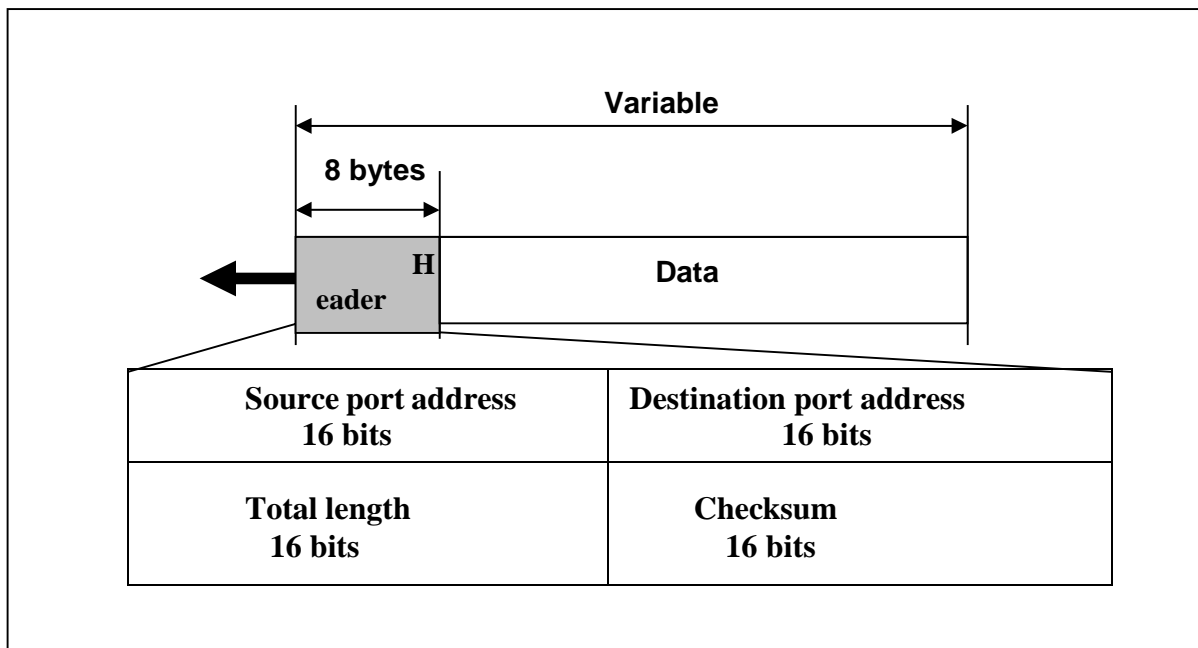 Variable
8 bytes
H
eader
Data
Source port address
16 bits
Destination port address
16 bits
Total length
16 bits
Checksum
16 bits